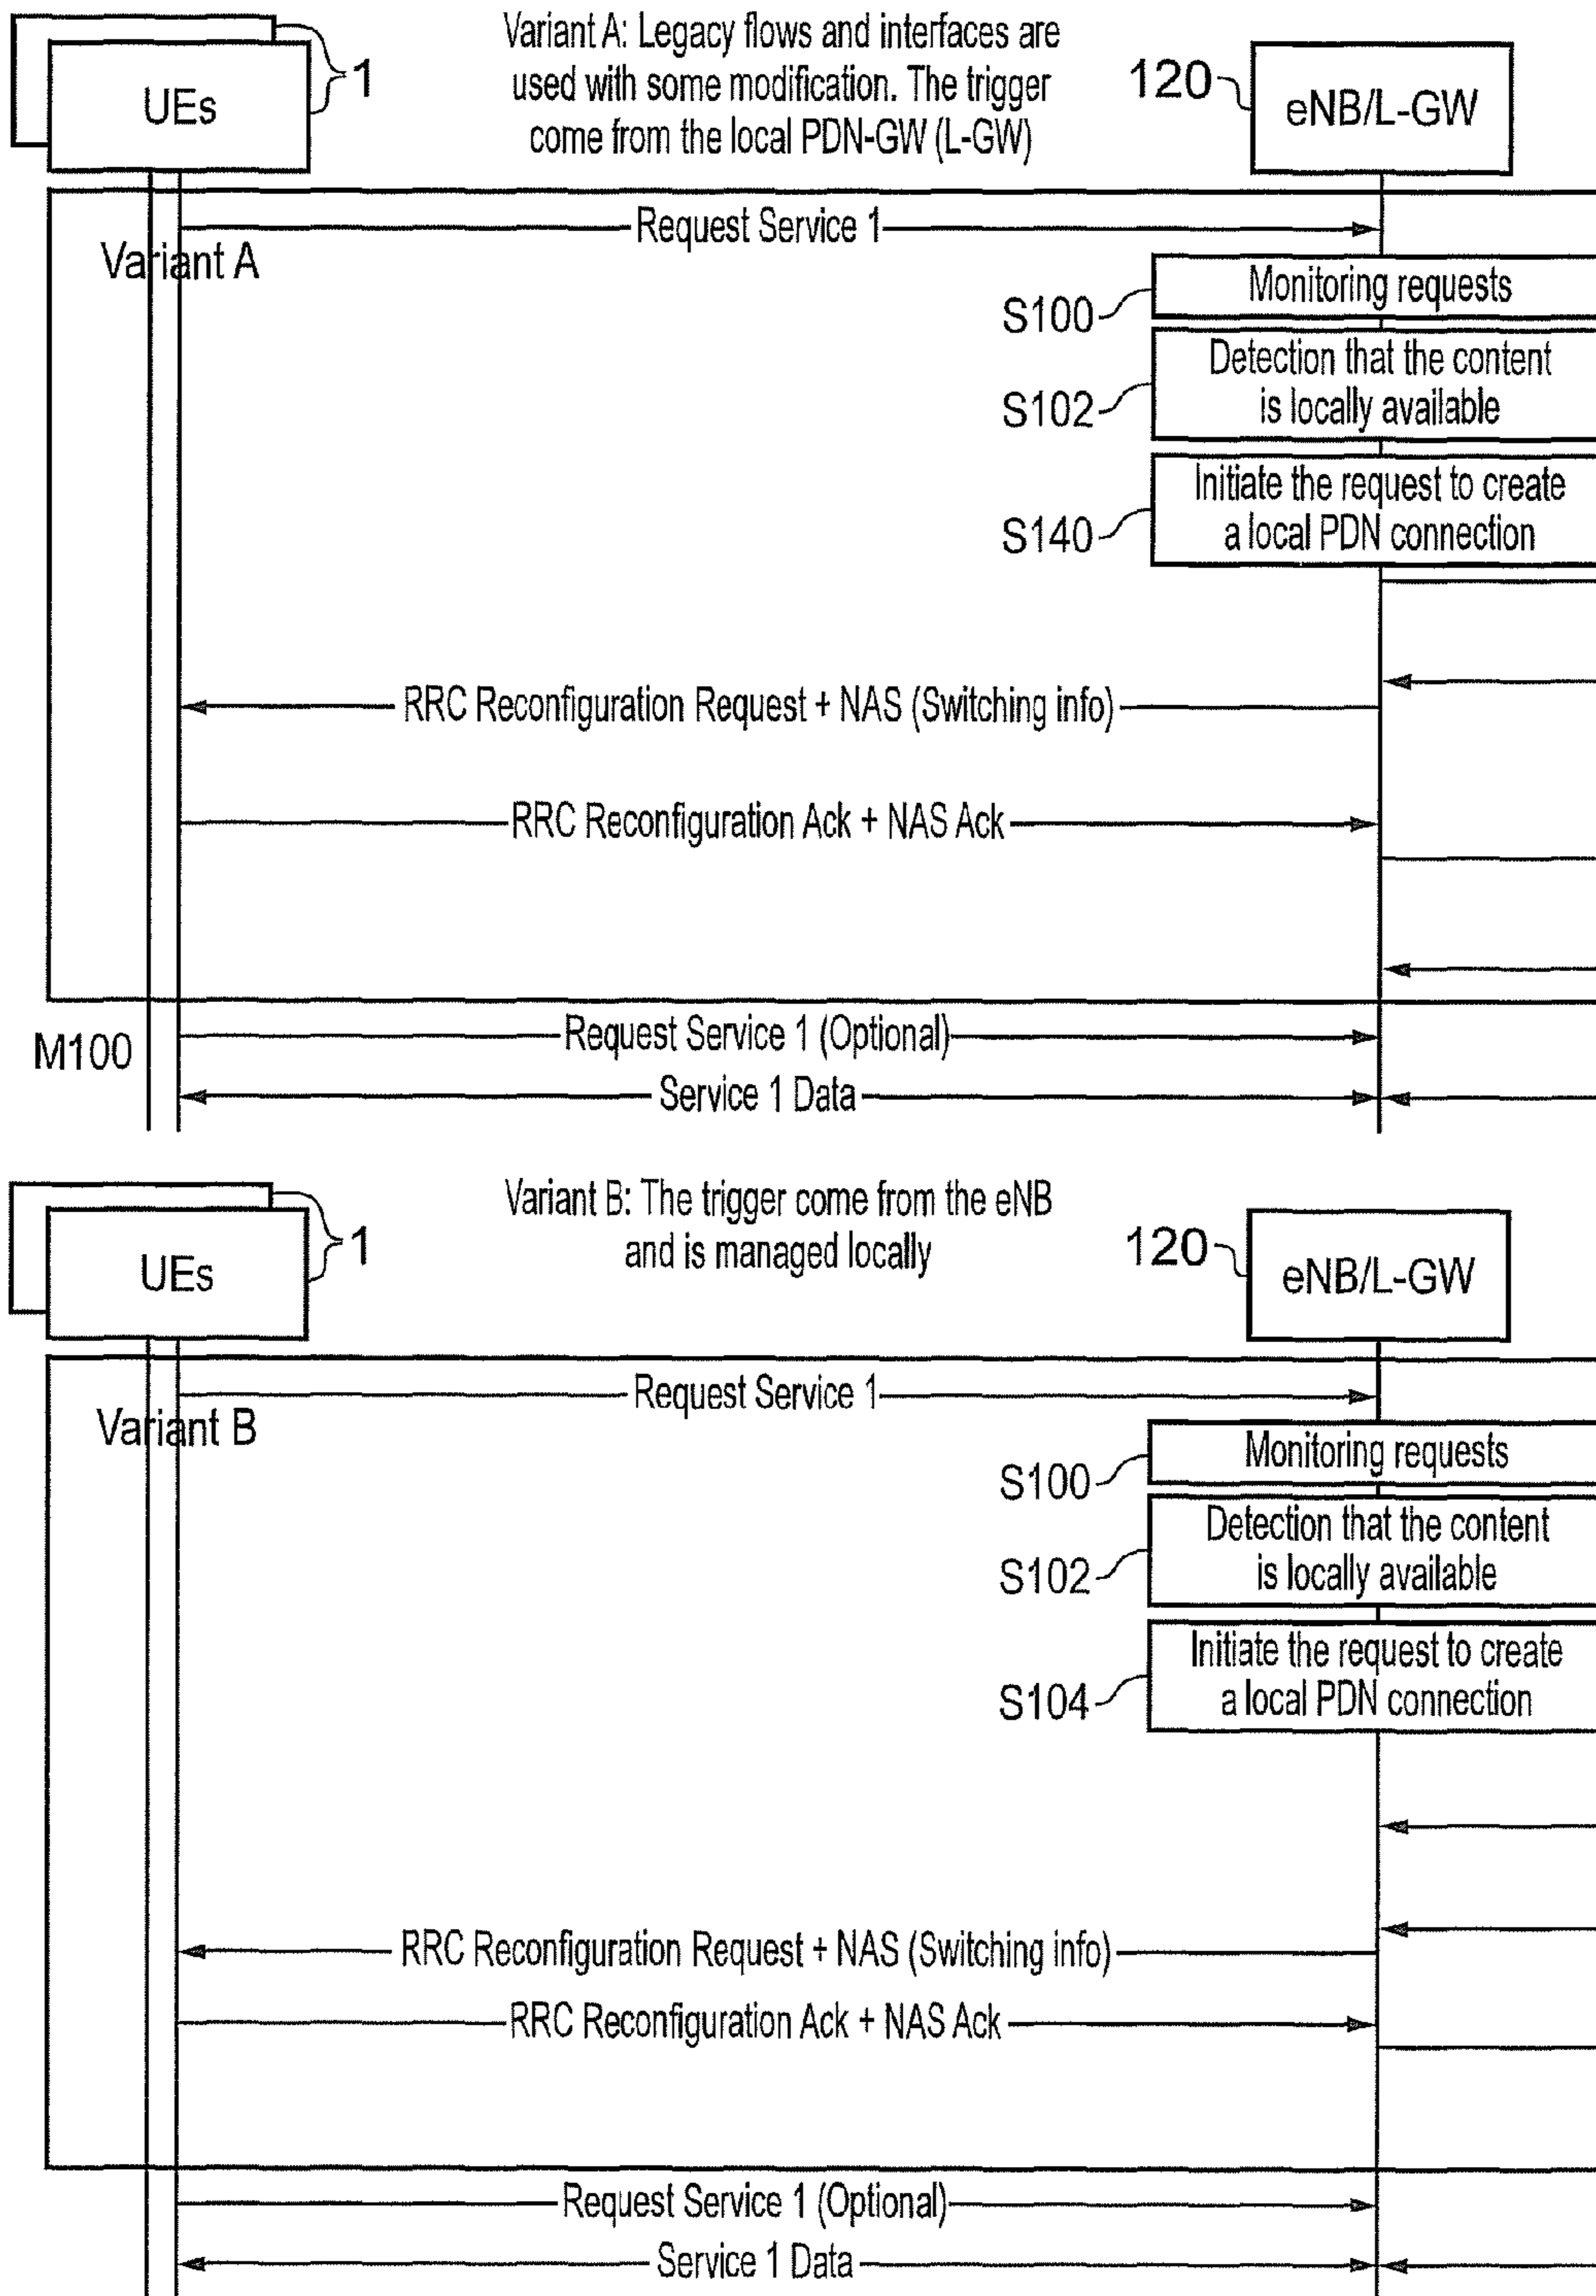 Variant A: Legacy flows and interfaces are
used with some modification. The trigger
come from the local PDN-GW (L-GW)
UEs
1
120
eNB/L-GW
Request Service 1
Variant A
S100
Monitoring requests
S102
Detection that the content
is locally available
S140
Initiate the request to create
a local PDN connection
RRC Reconfiguration Request + NAS (Switching info)
RRC Reconfiguration Ack + NAS Ack
M100
Request Service 1 (Optional)
Service 1 Data
Variant B: The trigger come from the eNB
and is managed locally
UEs
1
120
eNB/L-GW
Request Service 1
Variant B
S100
Monitoring requests
S102
Detection that the content
is locally available
S104
Initiate the request to create
a local PDN connection
RRC Reconfiguration Request + NAS (Switching info)
RRC Reconfiguration Ack + NAS Ack
Request Service 1 (Optional)
Service 1 Data